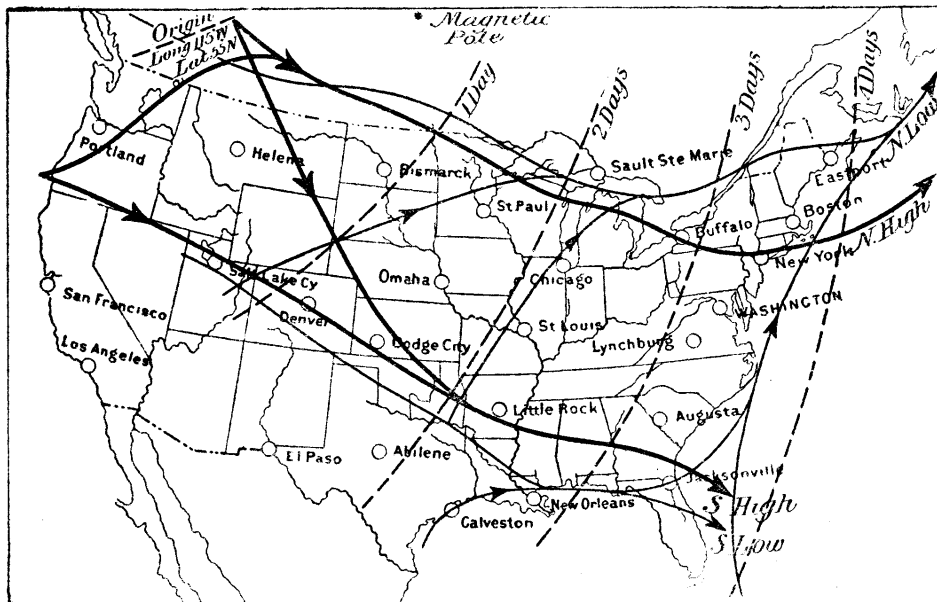 Origin
Long 115 W
Lat. 55 N
* Magnetic
Pole
1 Day
2 Days
3 Days
4 Days
Portland
Helena
Bismarck
Sault Ste Marie
Eastport
N. Low
St Paul
Buffalo
Boston
N. High
New York
Salt Lake Cy
Omaha
Chicago
San Francisco
Denver
WASHINGTON
St Louis
Lynchburg
Los Angeles
Dodge City
Little Rock
Augusta
El Paso
Abilene
Jacksonville
New Orleans
S High
Galveston
S Low